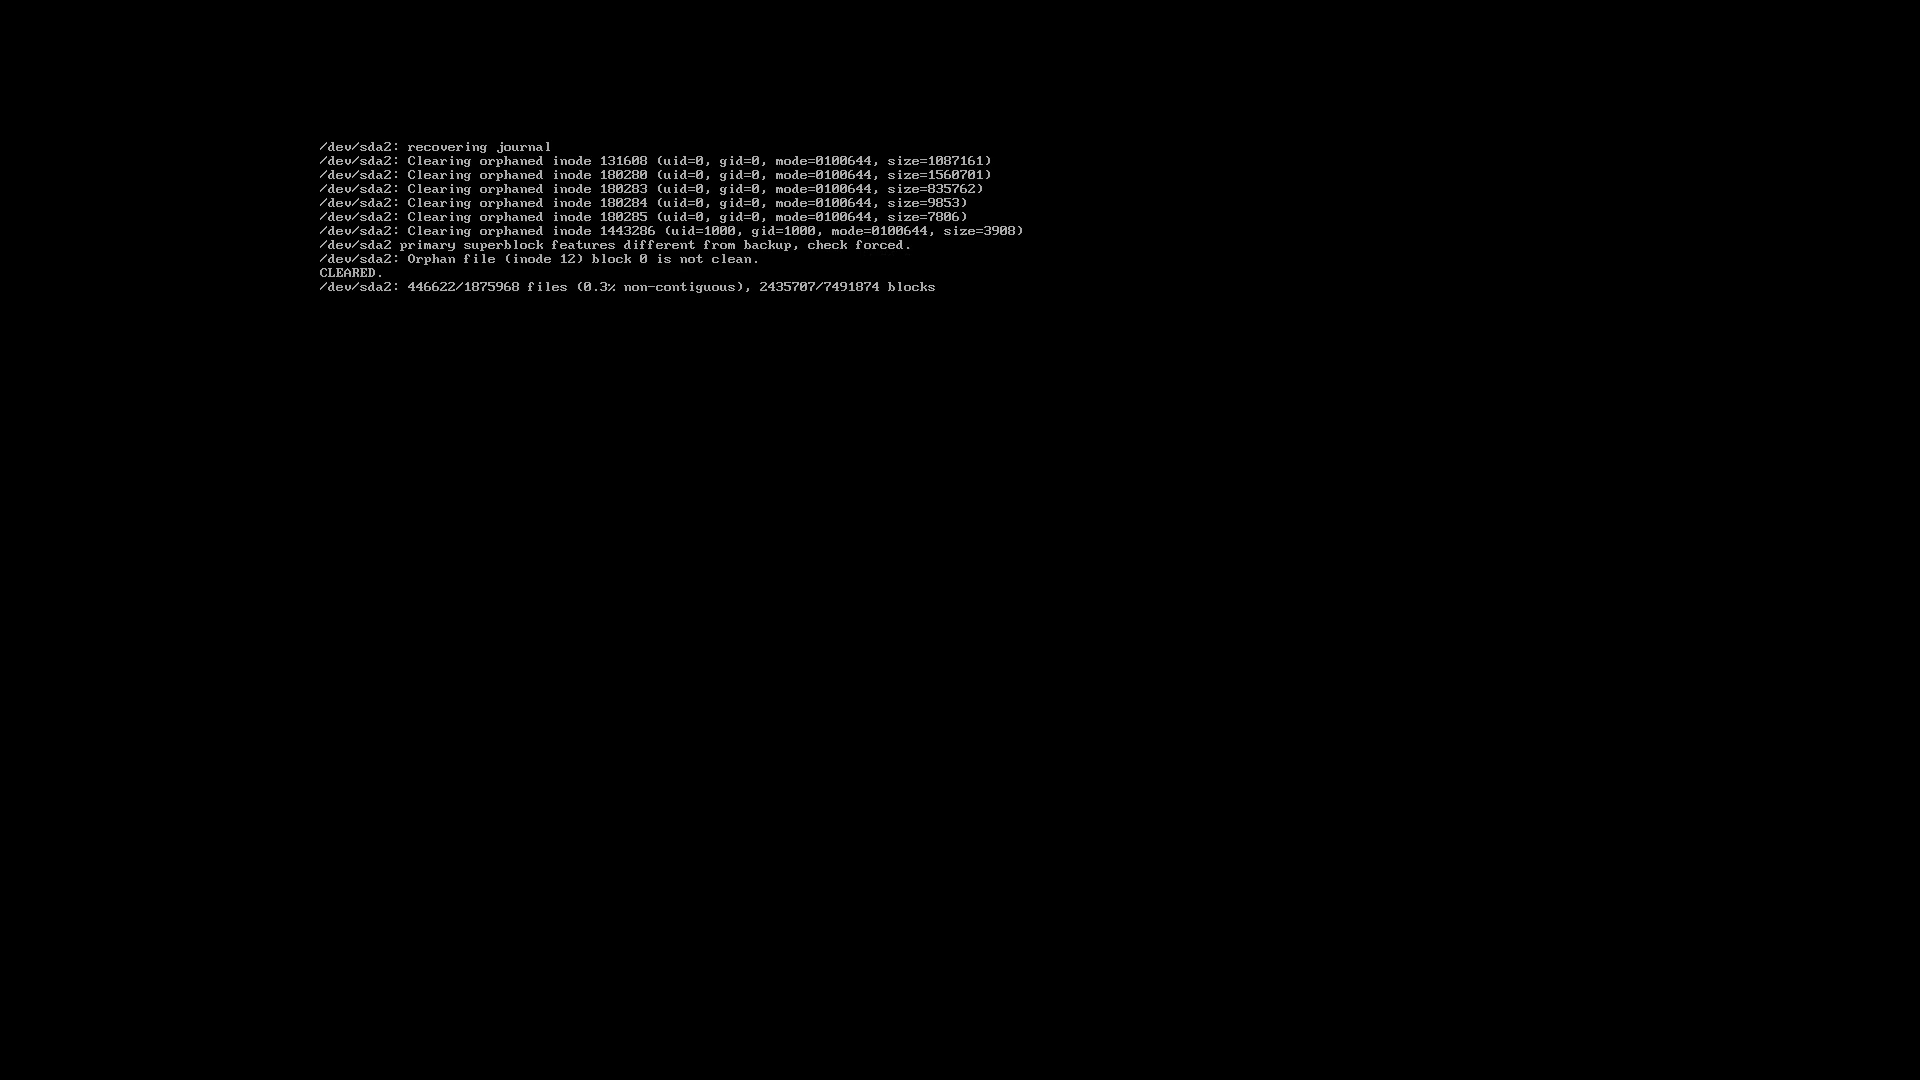 /dev/sda2: recovering journal
/dev/sda2: Clearing orphaned inode 131608 (uid=0, gid=0, mode=0100644, size=1087161)
/dev/sda2: Clearing orphaned inode 180280 (uid=0, gid=0, mode=0100644, size=1560701)
/dev/sda2: Clearing orphaned inode 180283 (uid=0, gid=0, mode=0100644, size=835762)
/dev/sda2: Clearing orphaned inode 180284 (uid=0, gid=0, mode=0100644, size=9853)
/dev/sda2: Clearing orphaned inode 180285 (uid=0, gid=0, mode=0100644, size=7806)
/dev/sda2: Clearing orphaned inode 1443286 (uid=1000, gid=1000, mode=0100644, size=3908)
/dev/sda2 primary superblock features different from backup, check forced.
/dev/sda2: Orphan file (inode 12) block 0 is not clean.
CLEARED.
/dev/sda2: 446622/1875968 files (0.3% non-contiguous), 2435707/7491874 blocks